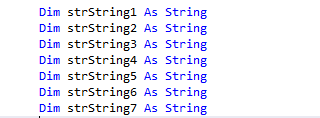 Dim strString1 As String
Dim strString2 As String
Dim strString3 As String
Dim strString4 As String
Dim strString5 As String
Dim strString6 As String
Dim strString7 As String